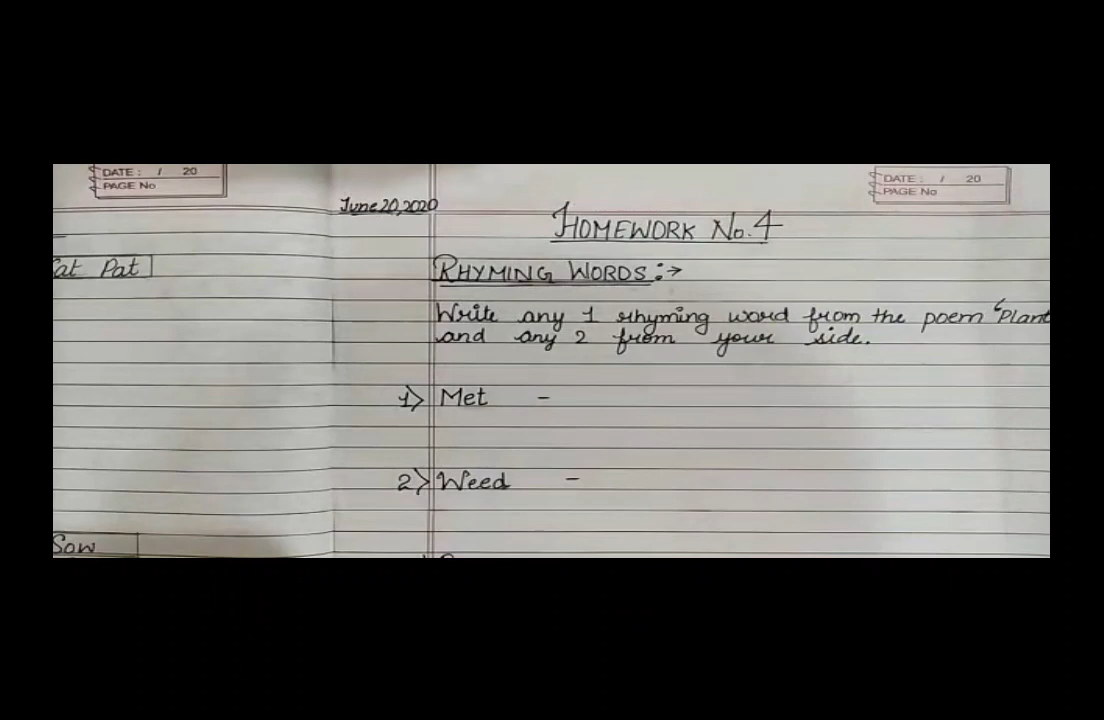 DATE: / 20
PAGE No
DATE: / 20
PAGE No
June 20, 2020
HOMEWORK No. 4
Pat
RHYMING WORDS:→
Write any 1 rhyming word from the poem 'Plant
and any 2 from your side.
1) Met -
2) Weed -
Sow